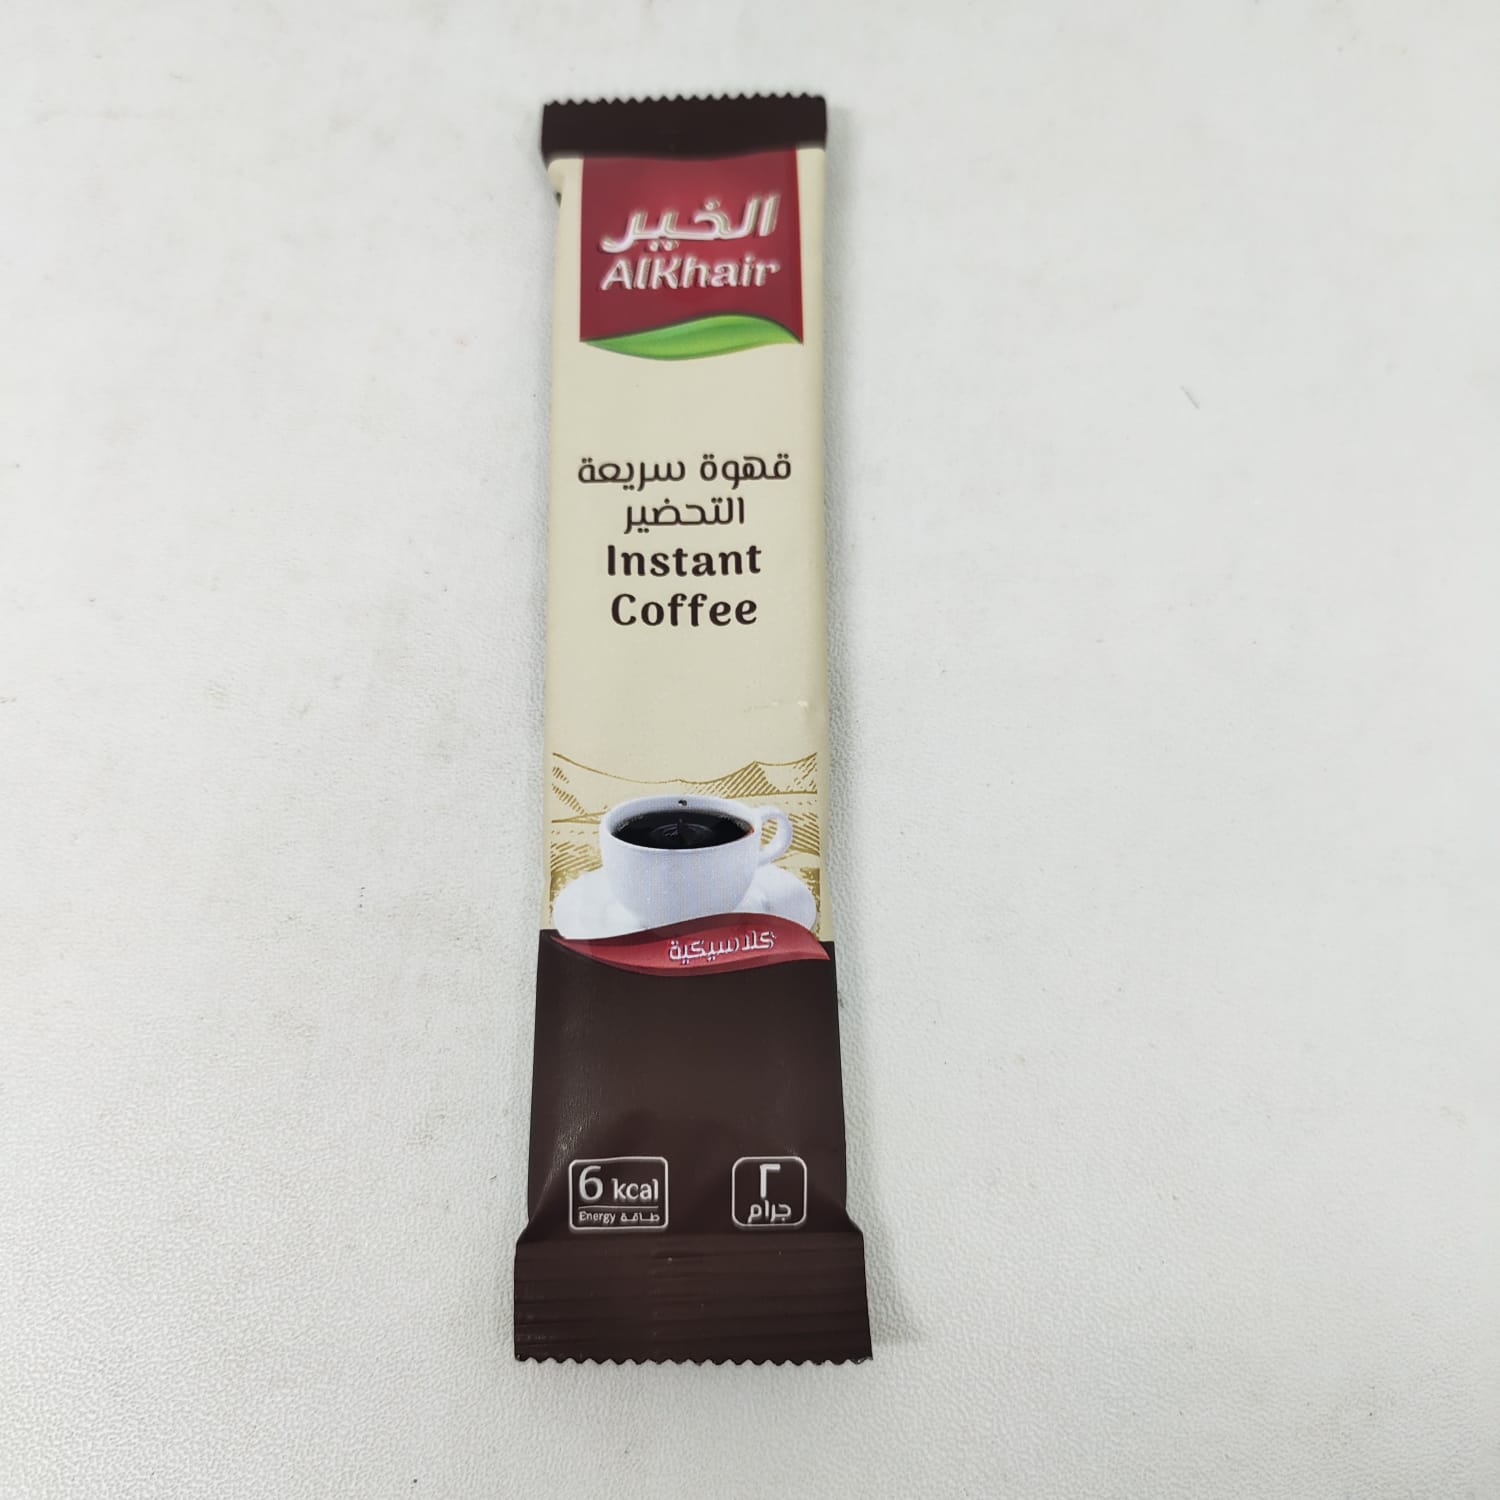 الخير
AlKhair
قهوة سريعة
التحضير
Instant
Coffee
كلاسيكية
6 kcal
Energy طاقة
٢
جرام